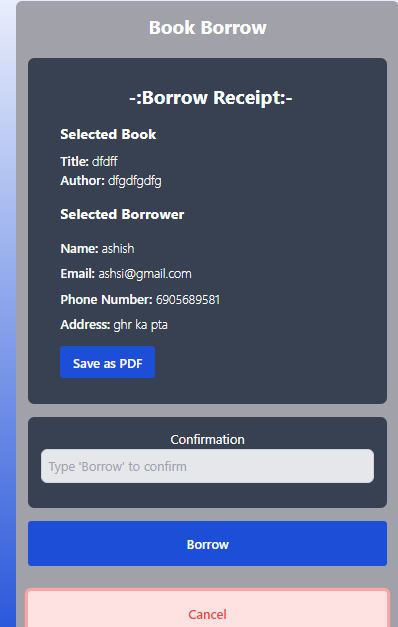 Book Borrow
-:Borrow Receipt:-
Selected Book
Title: dfdff
Author: dfgdfgdfg
Selected Borrower
Name: ashish
Email: ashsi@gmail.com
Phone Number: 6905689581
Address: ghr ka pta
Save as PDF
Confirmation
Type 'Borrow' to confirm
Borrow
Cancel